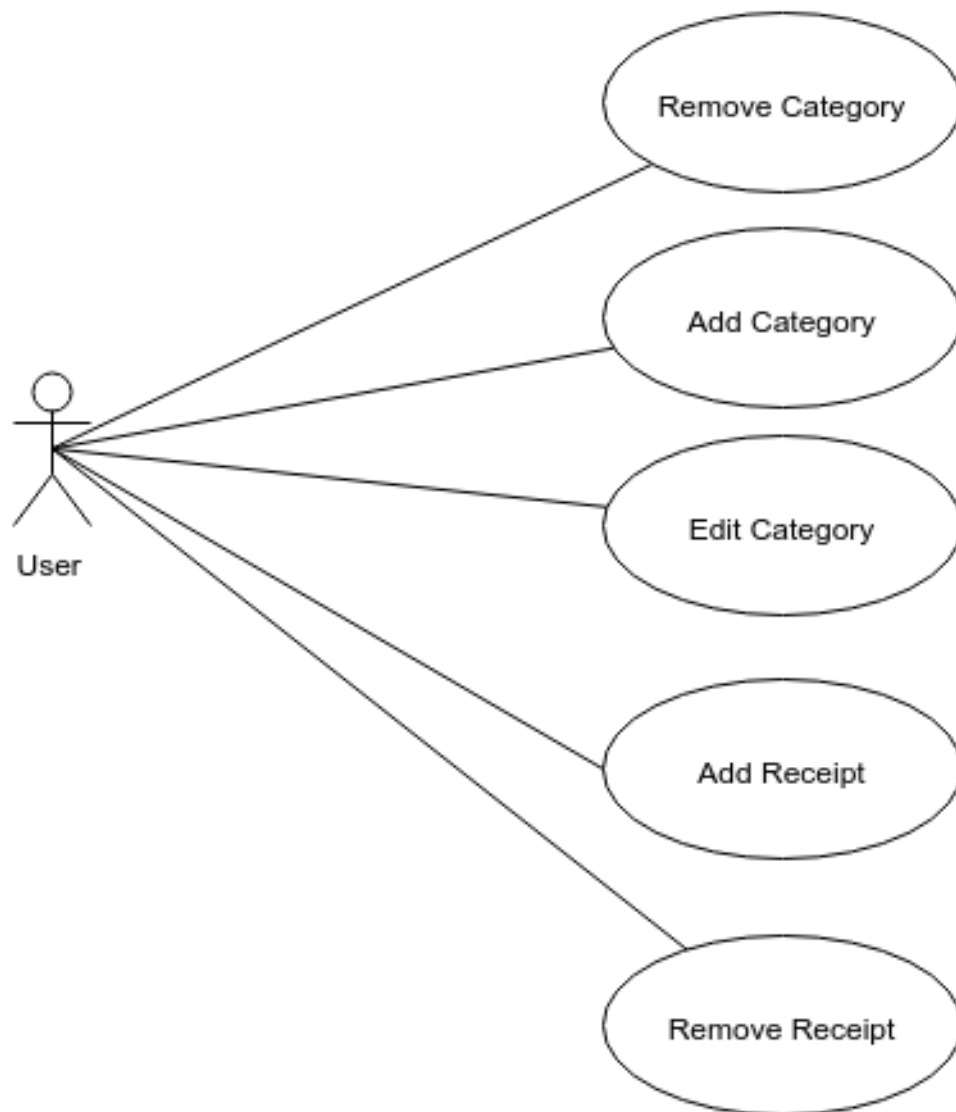 Remove Category
Add Category
User
Edit Category
Add Receipt
Remove Receipt